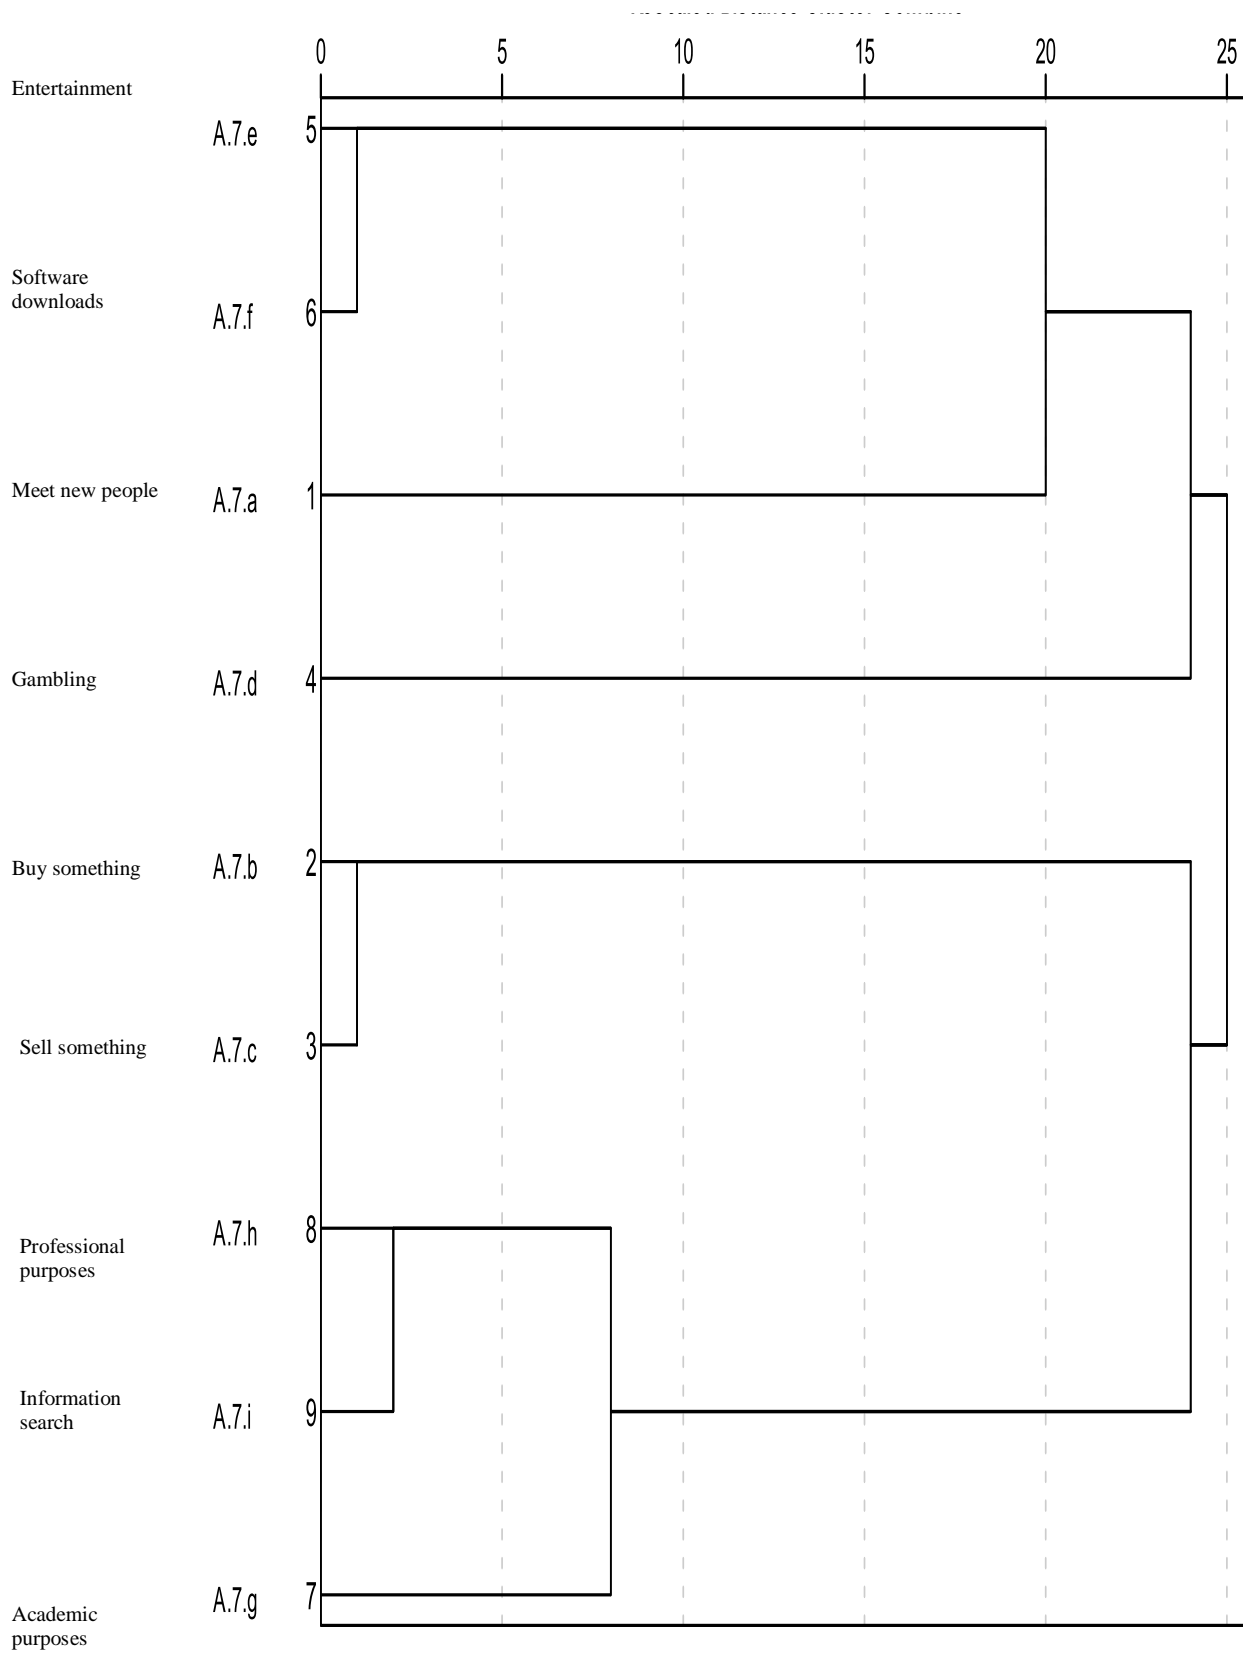 0 5 10 15 20 25
Entertainment
A.7.e 5
Software
downloads
A.7.f 6
Meet new people
A.7.a 1
Gambling
A.7.d 4
Buy something
A.7.b 2
Sell something
A.7.c 3
Professional
purposes
A.7.h 8
Information
search
A.7.i 9
Academic
purposes
A.7.g 7